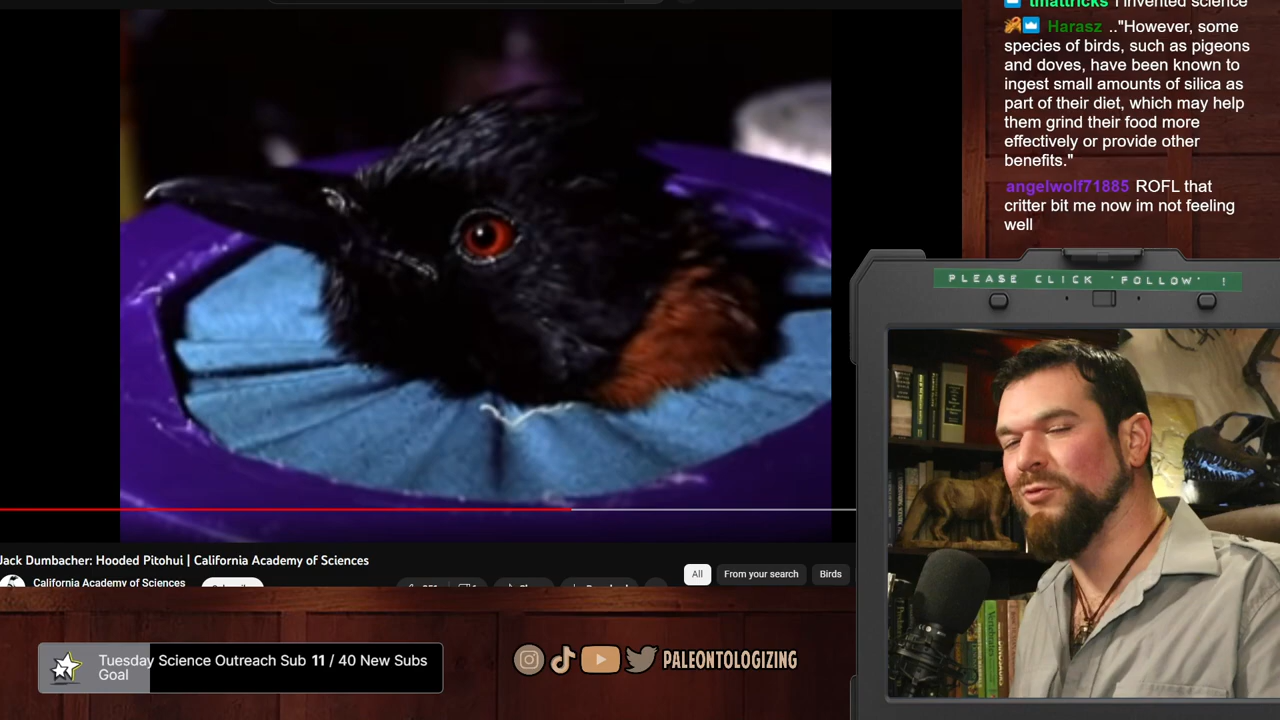 tmattricks I invented science
Harasz .."However, some
species of birds, such as pigeons
and doves, have been known to
ingest small amounts of silica as
part of their diet, which may help
them grind their food more
effectively or provide other
benefits."
angelwolf71885 ROFL that
critter bit me now im not feeling
well
PLEASE CLICK 'FOLLOW' !
Jack Dumbacher: Hooded Pitohui | California Academy of Sciences
California Academy of Sciences
All
From your search
Birds
Tuesday Science Outreach Sub 11 / 40 New Subs
Goal
PALEONTOLOGIZING